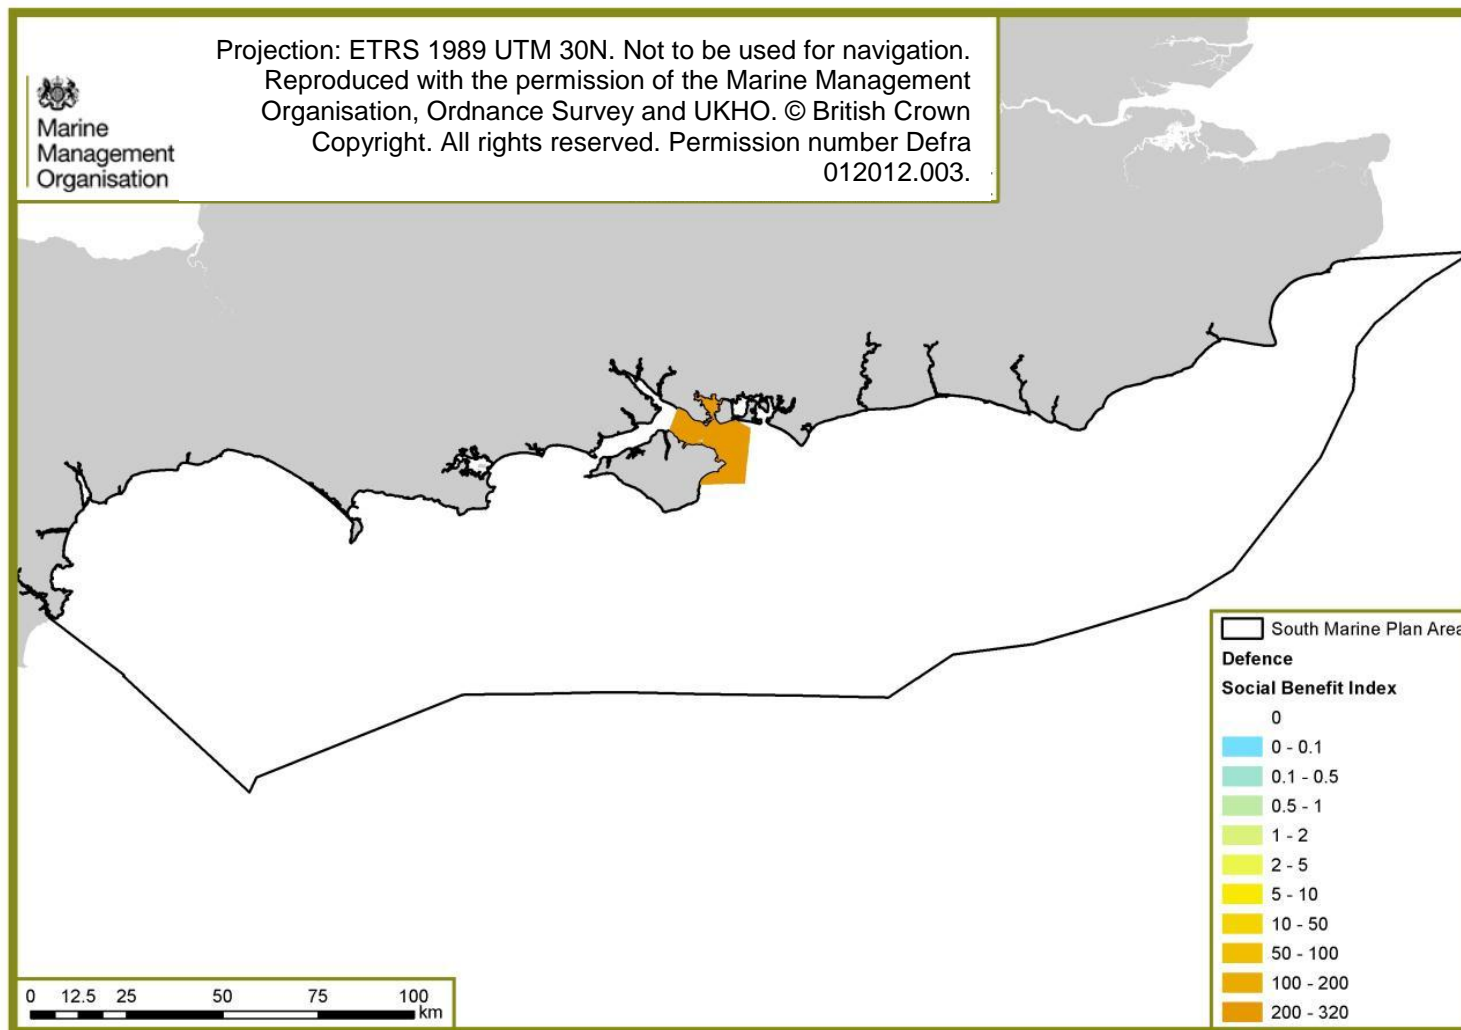 Projection: ETRS 1989 UTM 30N. Not to be used for navigation.
Reproduced with the permission of the Marine Management
Organisation, Ordnance Survey and UKHO. © British Crown
Copyright. All rights reserved. Permission number Defra
012012.003.
Marine
Management
Organisation
South Marine Plan Area
Defence
Social Benefit Index
0
0 - 0.1
0.1 - 0.5
0.5 - 1
1 - 2
2 - 5
5 - 10
10 - 50
50 - 100
100 - 200
200 - 320
0 12.5 25 50 75 100
km